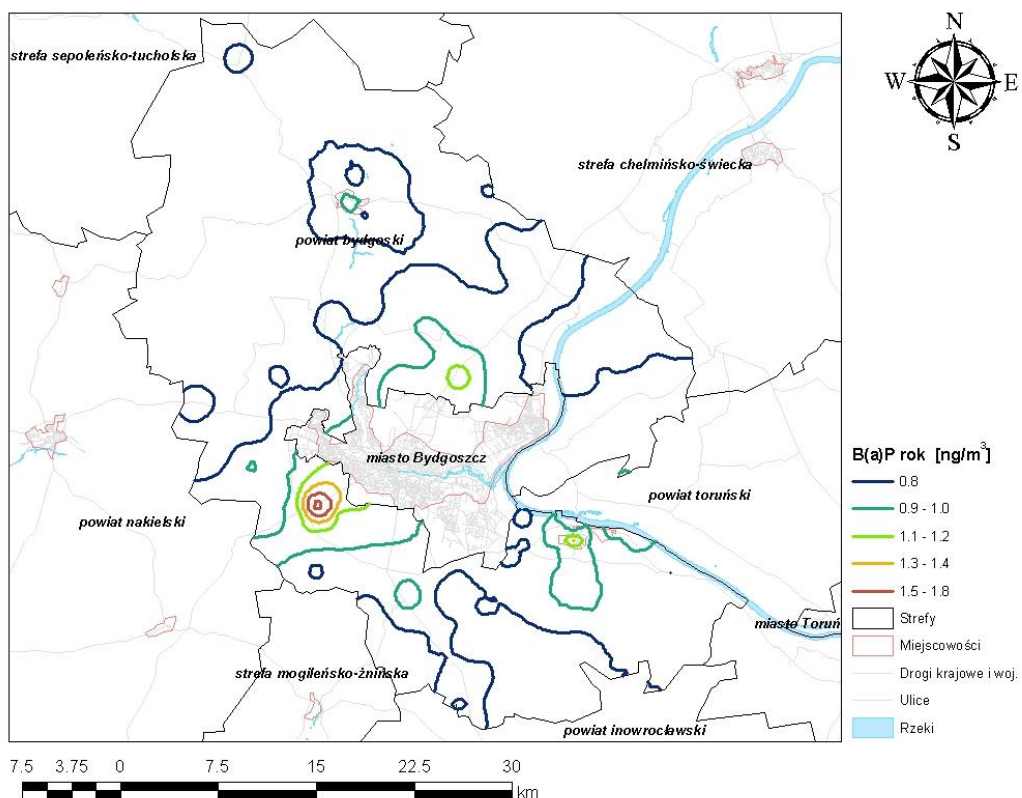 strefa sepoleńsko-tucholska
strefa chełmińsko-świecka
powiat bydgoski
miasto Bydgoszcz
powiat toruński
powiat nakielski
miasto Toruń
strefa mogileńsko-żnińska
powiat inowrocławski
N
W E
S
B(a)P rok [ng/m³]
0.8
0.9 - 1.0
1.1 - 1.2
1.3 - 1.4
1.5 - 1.8
Strefy
Miejscowości
Drogi krajowe i woj.
Ulice
Rzeki
7.5 3.75 0 7.5 15 22.5 30
km